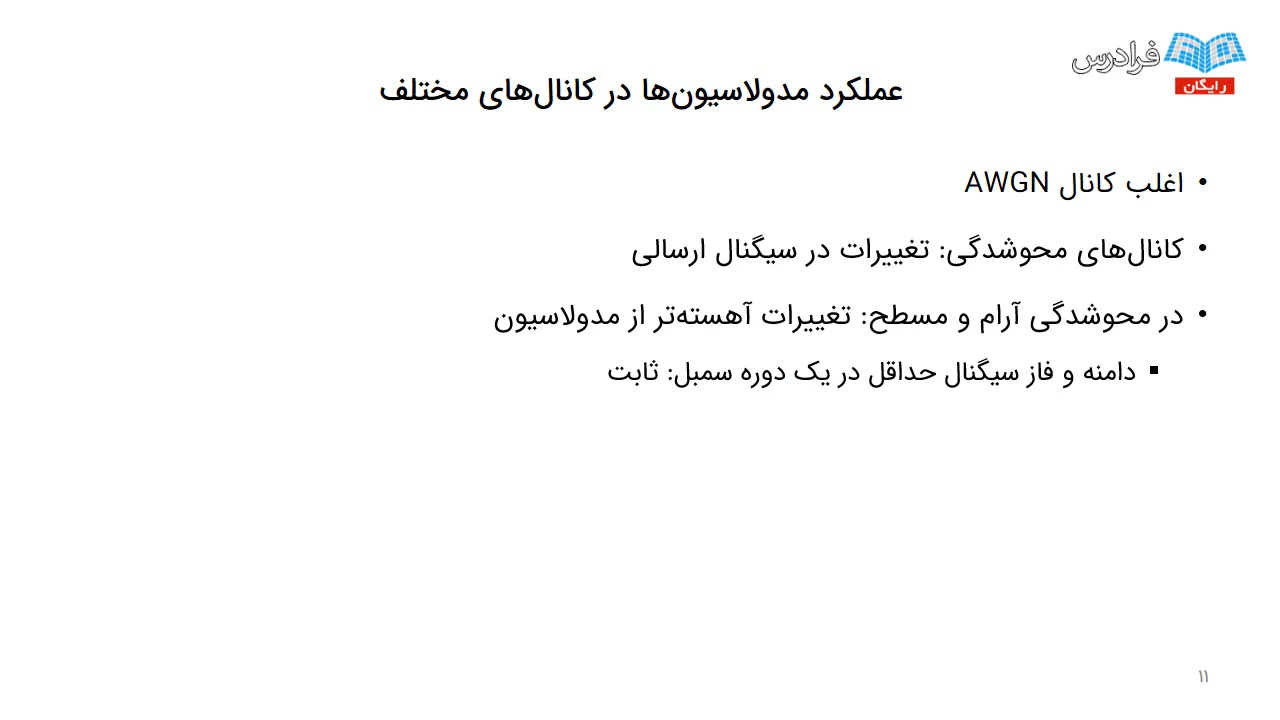 فرادرس
رایگان
عملکرد مدولاسیون‌ها در کانال‌های مختلف
• اغلب کانال AWGN
• کانال‌های محوشدگی: تغییرات در سیگنال ارسالی
• در محوشدگی آرام و مسطح: تغییرات آهسته‌تر از مدولاسیون
▪ دامنه و فاز سیگنال حداقل در یک دوره سمبل: ثابت
۱۱